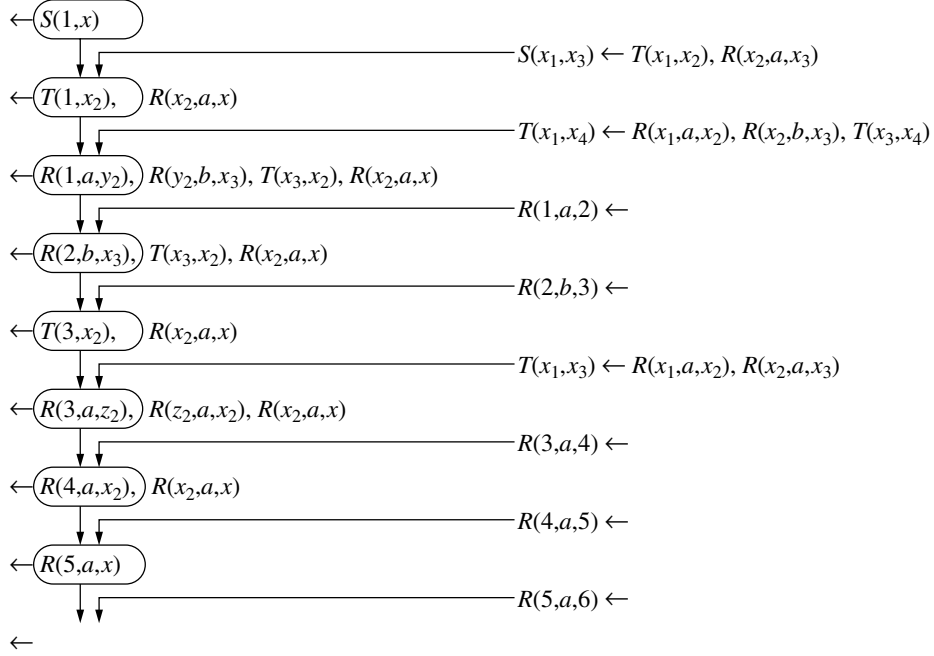 ← S(1,x)
S(x₁,x₃) ← T(x₁,x₂), R(x₂,a,x₃)
← T(1,x₂), R(x₂,a,x)
T(x₁,x₄) ← R(x₁,a,x₂), R(x₂,b,x₃), T(x₃,x₄)
← R(1,a,y₂), R(y₂,b,x₃), T(x₃,x₂), R(x₂,a,x)
R(1,a,2) ←
← R(2,b,x₃), T(x₃,x₂), R(x₂,a,x)
R(2,b,3) ←
← T(3,x₂), R(x₂,a,x)
T(x₁,x₃) ← R(x₁,a,x₂), R(x₂,a,x₃)
← R(3,a,z₂), R(z₂,a,x₂), R(x₂,a,x)
R(3,a,4) ←
← R(4,a,x₂), R(x₂,a,x)
R(4,a,5) ←
← R(5,a,x)
R(5,a,6) ←
←